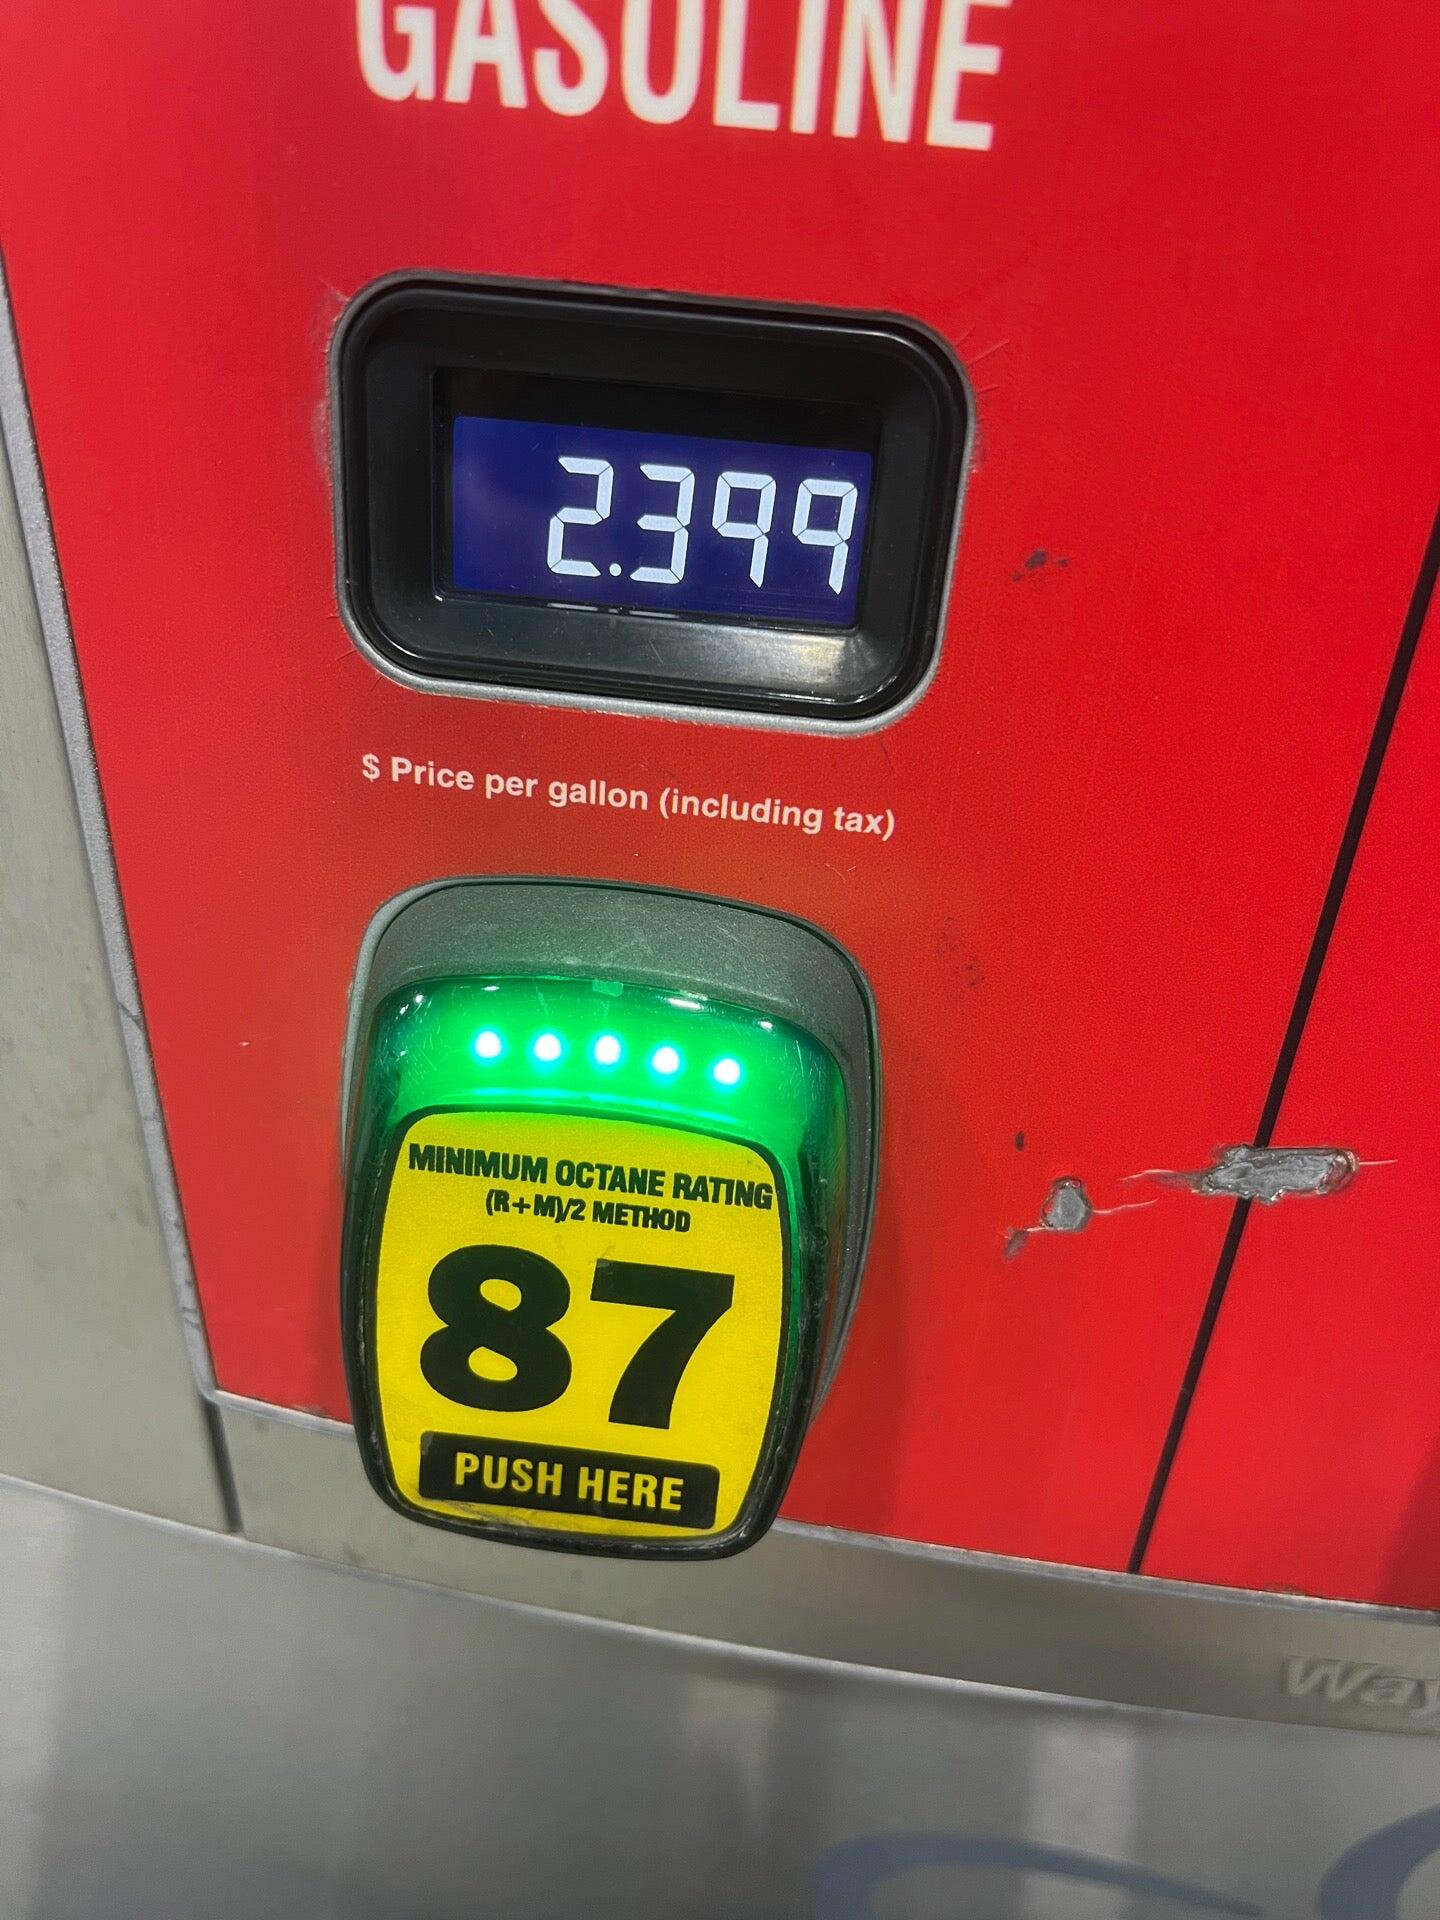 GASOLINE
2.399
$ Price per gallon (including tax)
MINIMUM OCTANE RATING
(R+M)/2 METHOD
87
PUSH HERE